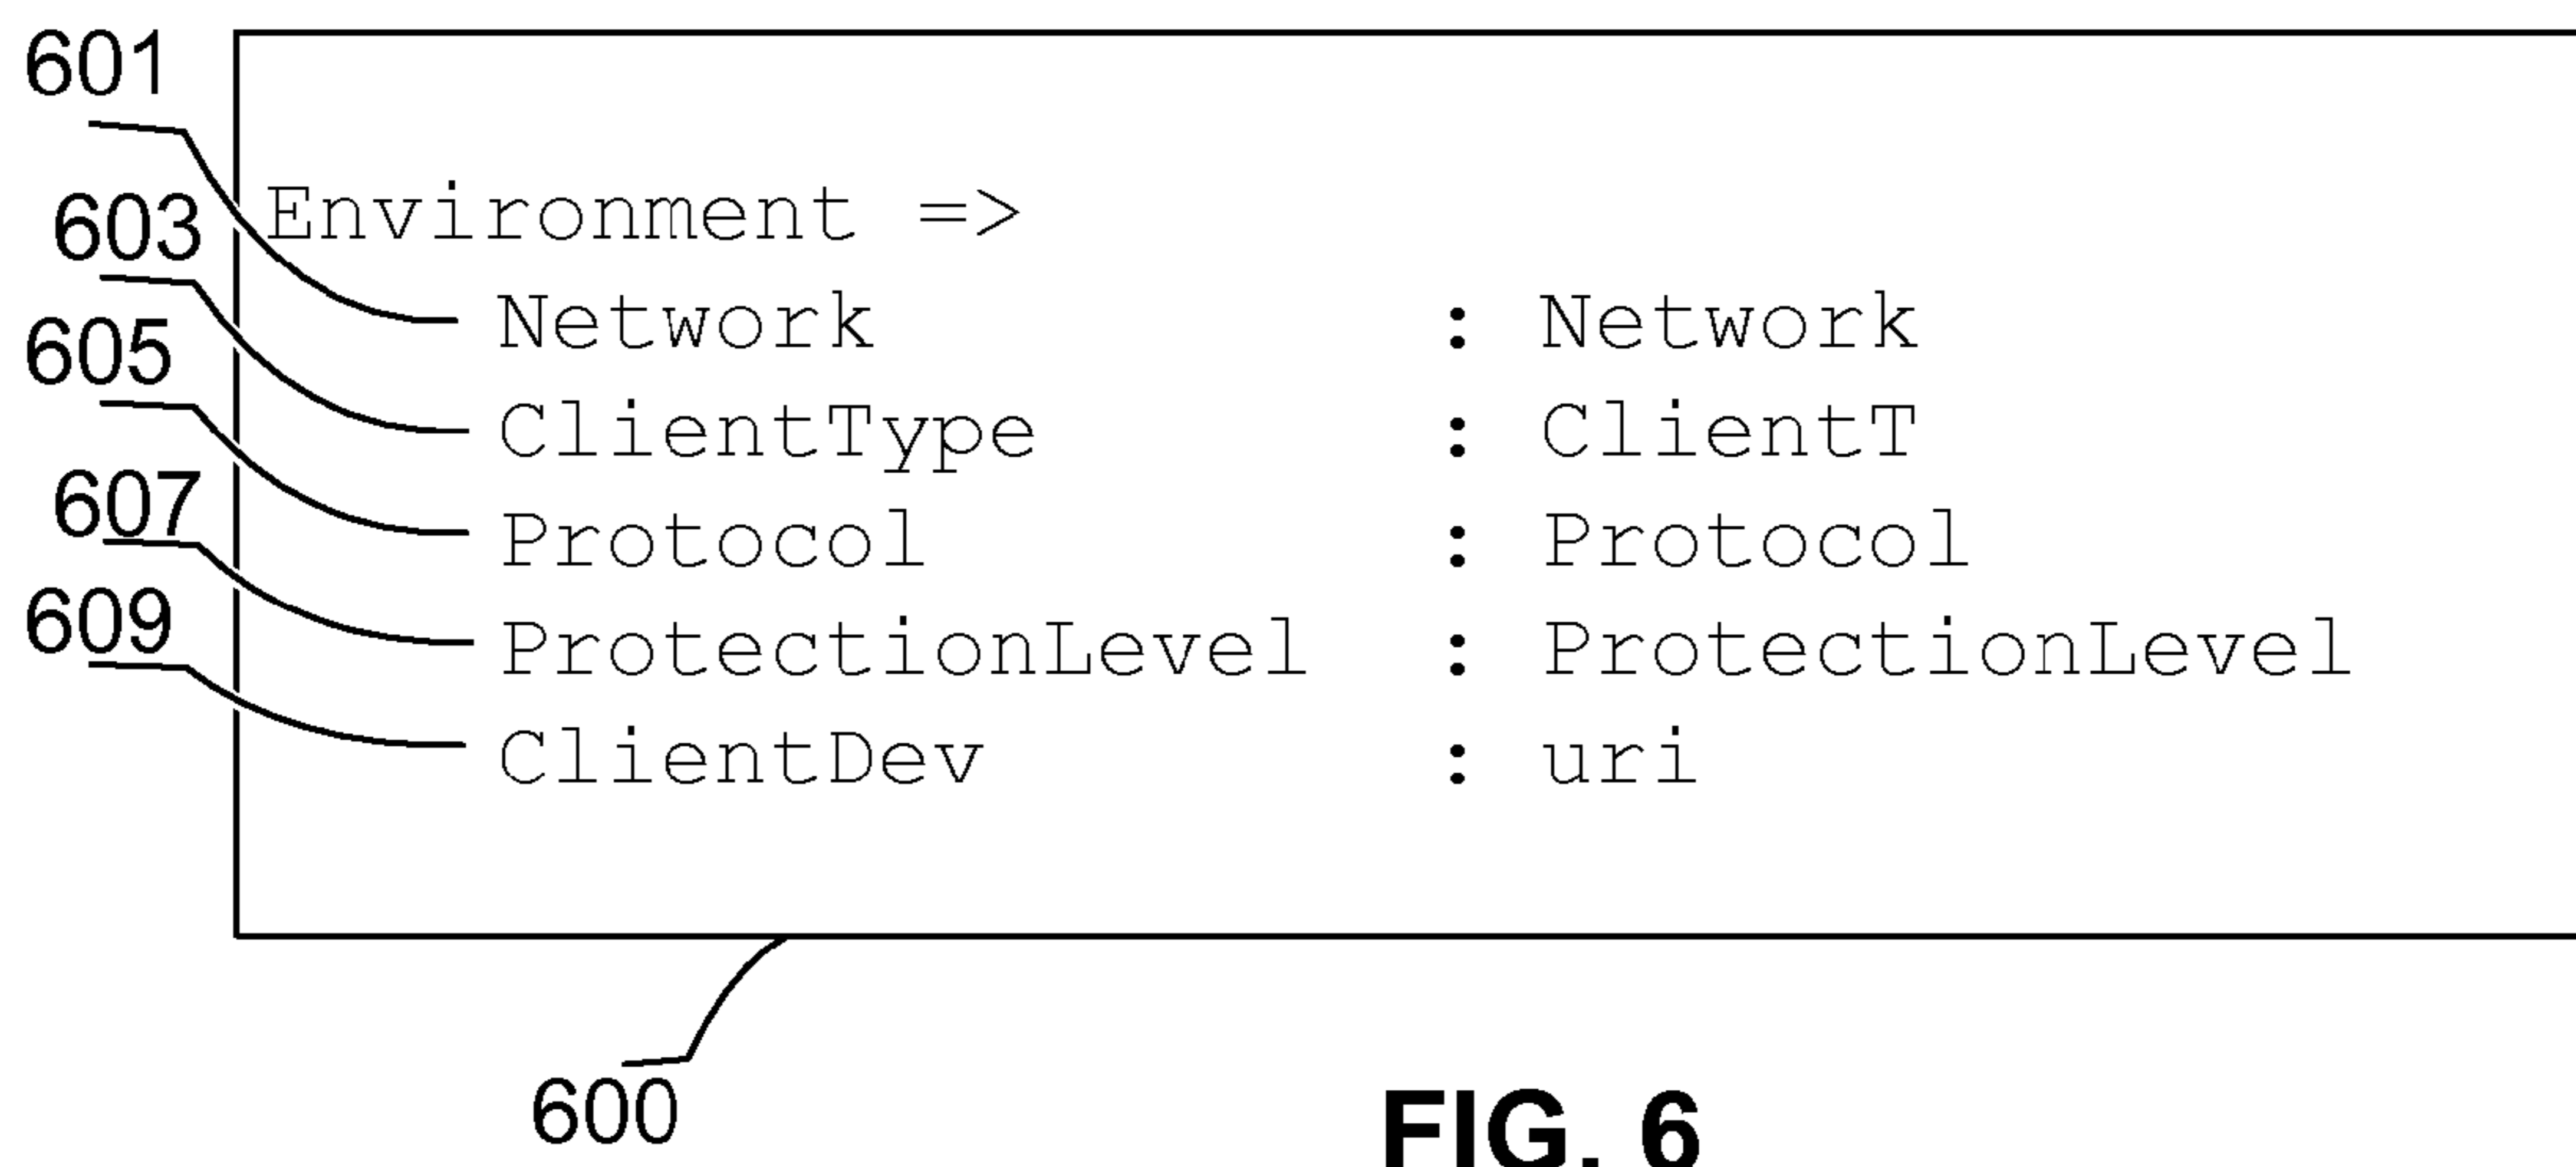 601
Environment =>
603
Network : Network
605
ClientType : ClientT
Protocol : Protocol
607
ProtectionLevel : ProtectionLevel
609
ClientDev : uri
600
FIG. 6